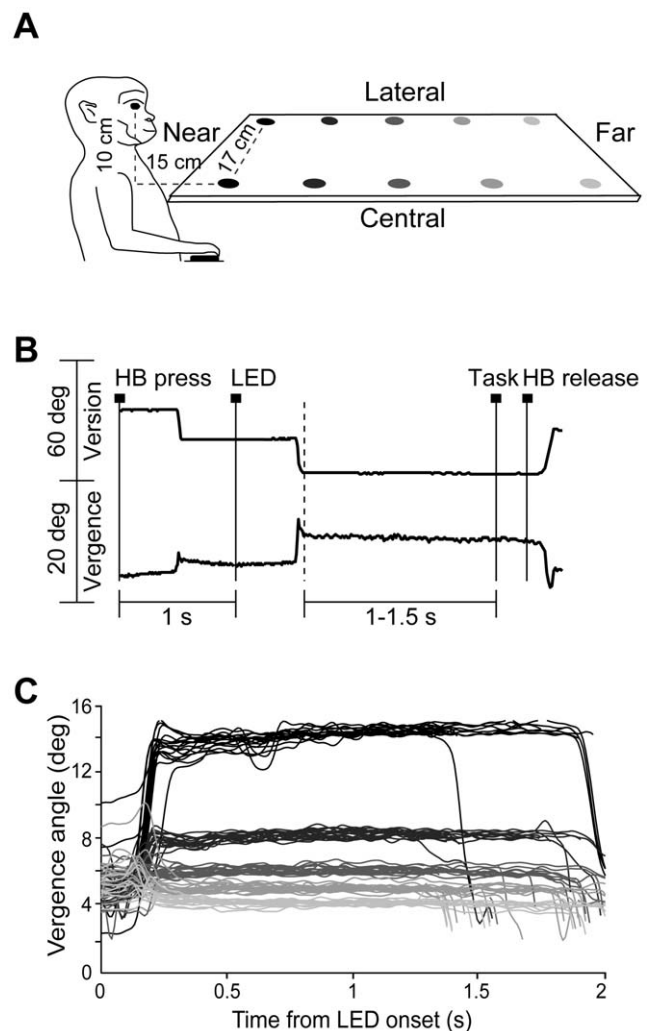 A
Lateral
Near
Far
10 cm
15 cm
17 cm
Central
B
HB press
LED
Task
HB release
60 deg
Version
20 deg
Vergence
1 s
1-1.5 s
C
Vergence angle (deg)
16
12
8
4
0
0
0.5
1
1.5
2
Time from LED onset (s)